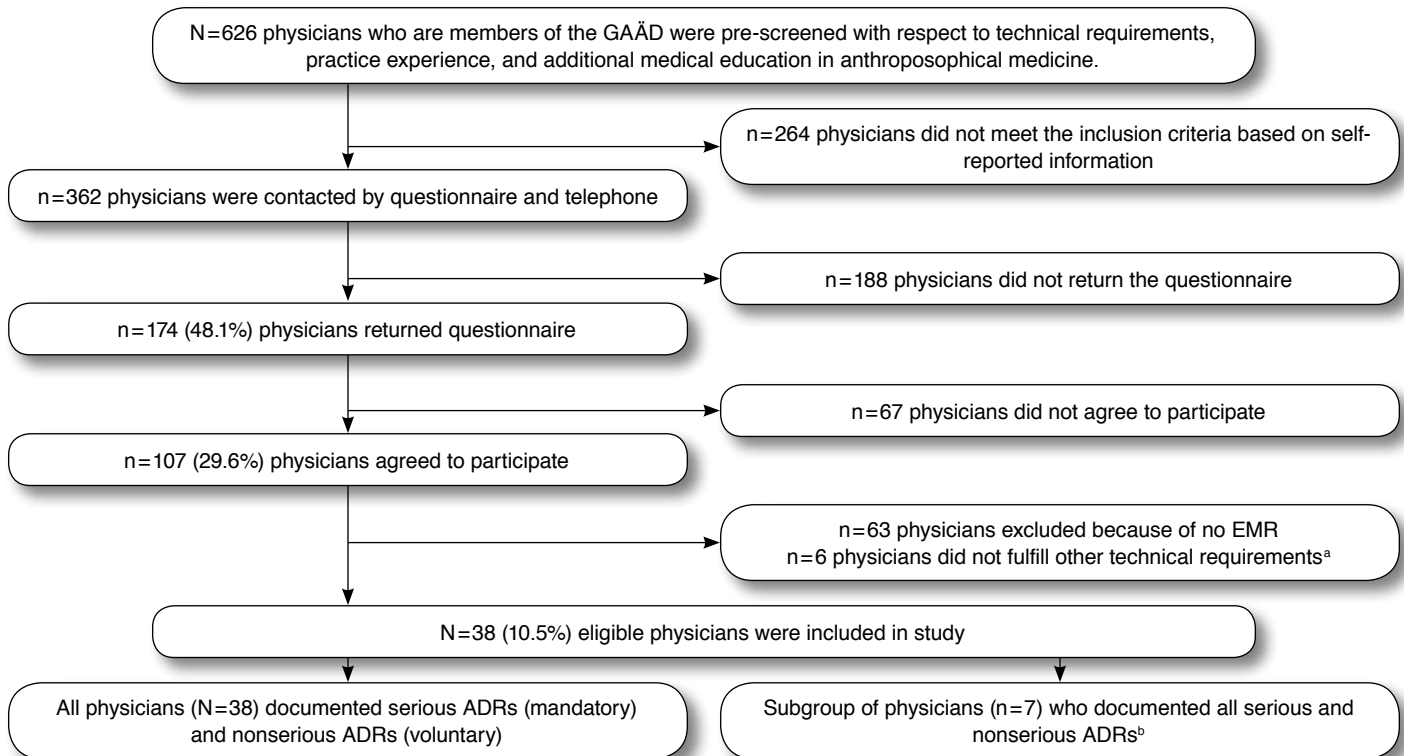 N=626 physicians who are members of the GAÄD were pre-screened with respect to technical requirements,
practice experience, and additional medical education in anthroposophical medicine.
n=264 physicians did not meet the inclusion criteria based on self-
reported information
n=362 physicians were contacted by questionnaire and telephone
n=188 physicians did not return the questionnaire
n=174 (48.1%) physicians returned questionnaire
n=67 physicians did not agree to participate
n=107 (29.6%) physicians agreed to participate
n=63 physicians excluded because of no EMR
n=6 physicians did not fulfill other technical requirementsᵃ
N=38 (10.5%) eligible physicians were included in study
All physicians (N=38) documented serious ADRs (mandatory)
and nonserious ADRs (voluntary)
Subgroup of physicians (n=7) who documented all serious and
nonserious ADRsᵇ